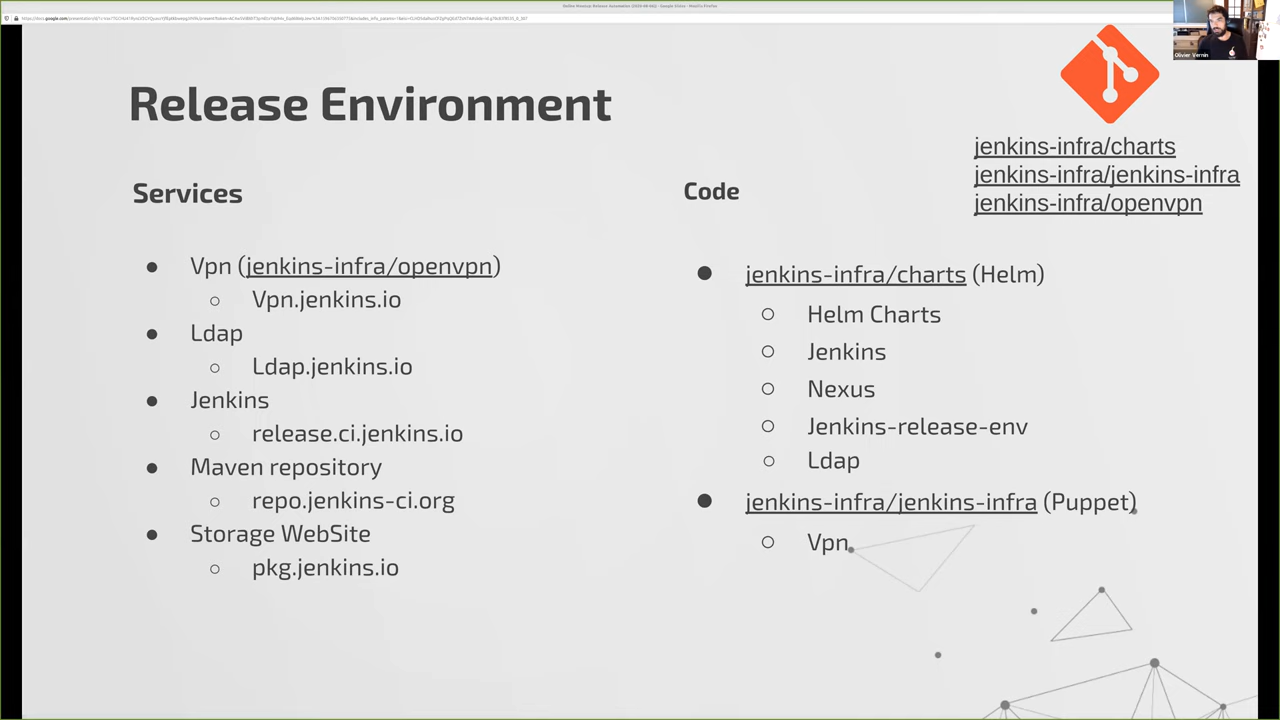 Release Environment
jenkins-infra/charts
jenkins-infra/jenkins-infra
jenkins-infra/openvpn
Services
● Vpn (jenkins-infra/openvpn)
○ Vpn.jenkins.io
● Ldap
○ Ldap.jenkins.io
● Jenkins
○ release.ci.jenkins.io
● Maven repository
○ repo.jenkins-ci.org
● Storage WebSite
○ pkg.jenkins.io
Code
● jenkins-infra/charts (Helm)
○ Helm Charts
○ Jenkins
○ Nexus
○ Jenkins-release-env
○ Ldap
● jenkins-infra/jenkins-infra (Puppet)
○ Vpn
Olivier Vernin